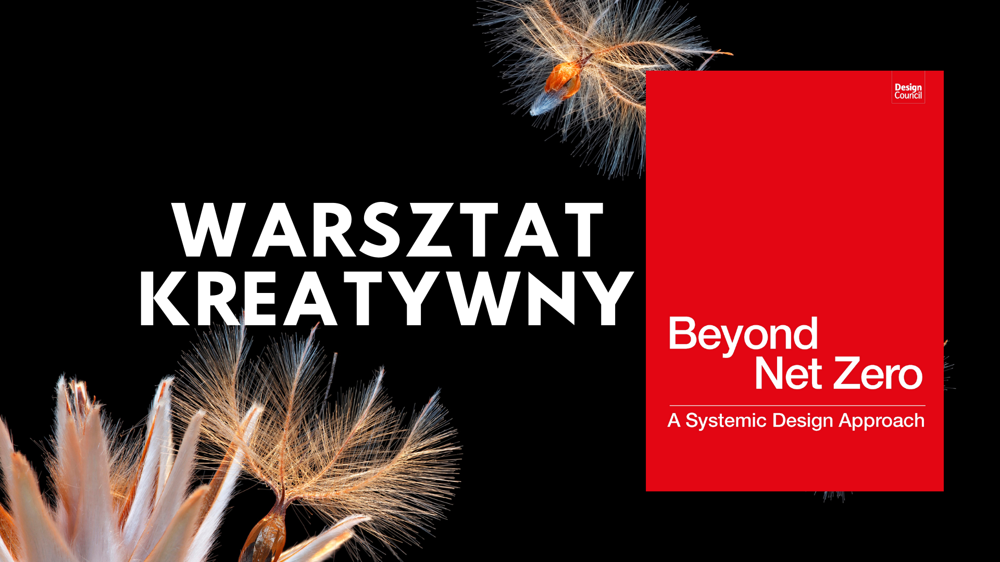 WARSZTAT
KREATYWNY
Design
Council
Beyond
Net Zero
A Systemic Design Approach